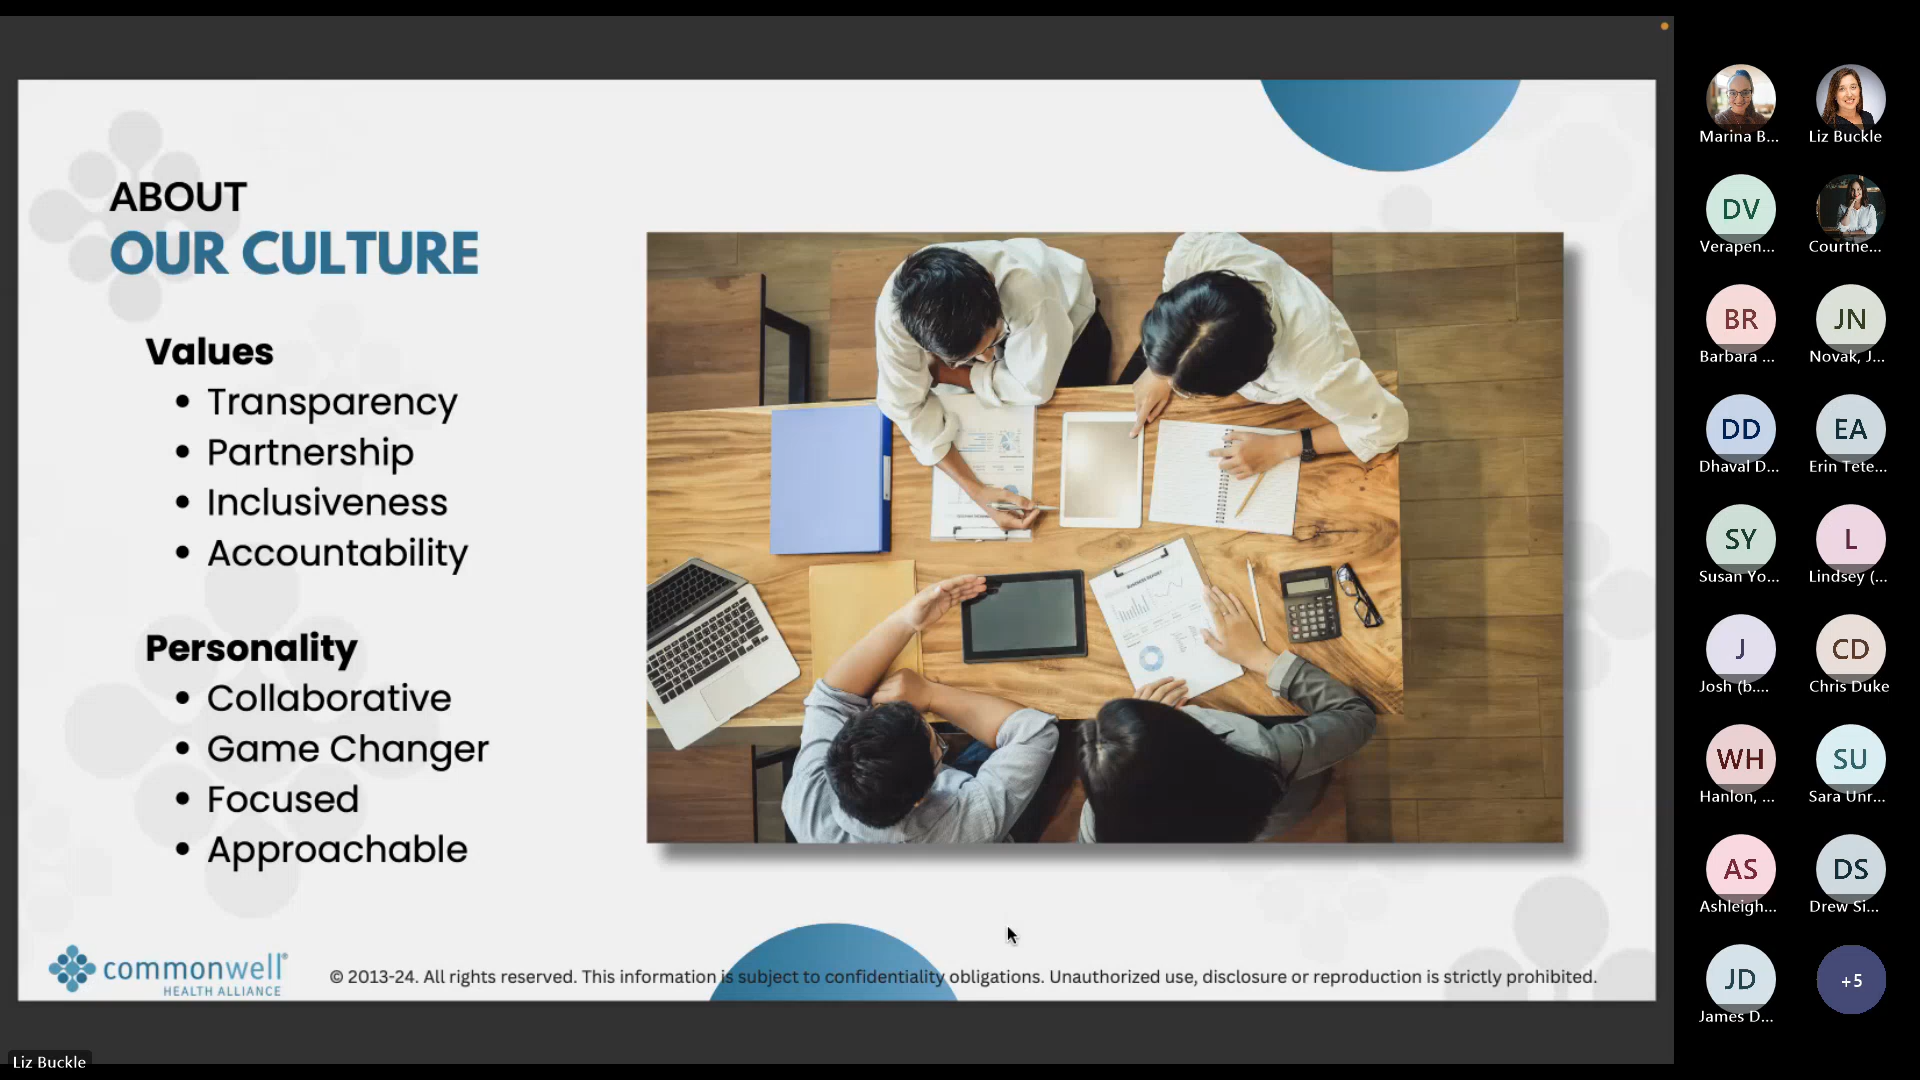 ABOUT
OUR CULTURE
Values
• Transparency
• Partnership
• Inclusiveness
• Accountability
Personality
• Collaborative
• Game Changer
• Focused
• Approachable
BUSINESS REPORT
commonwell®
HEALTH ALLIANCE
© 2013-24. All rights reserved. This information is subject to confidentiality obligations. Unauthorized use, disclosure or reproduction is strictly prohibited.
Liz Buckle
Marina B...
Liz Buckle
DV
Verapen...
Courtne...
BR
Barbara ...
JN
Novak, J...
DD
Dhaval D...
EA
Erin Tete...
SY
Susan Yo...
L
Lindsey (...
J
Josh (b....
CD
Chris Duke
WH
Hanlon, ...
SU
Sara Unr...
AS
Ashleigh...
DS
Drew Si...
JD
James D...
+5